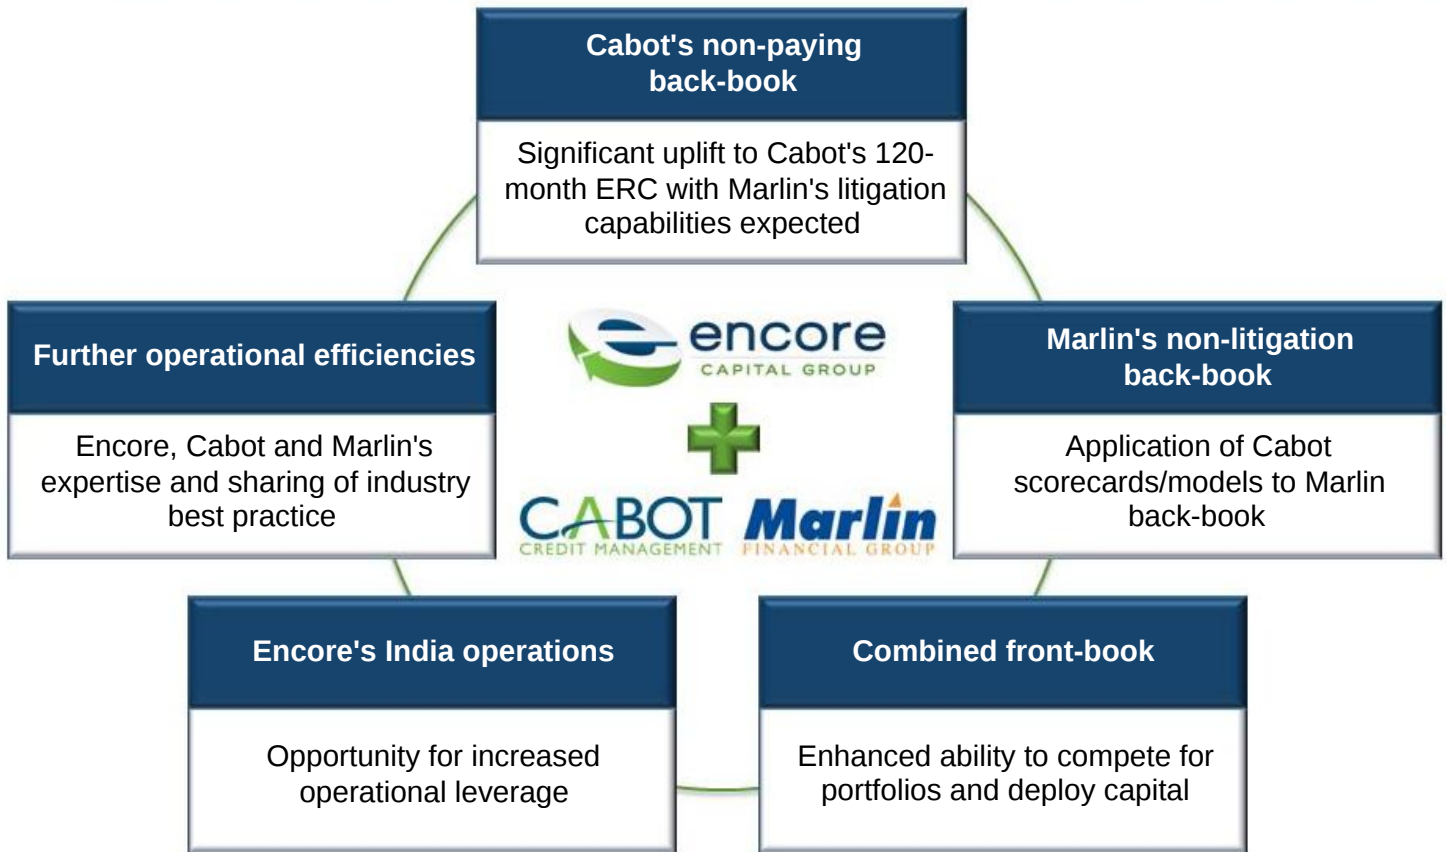 Cabot's non-paying
back-book
Significant uplift to Cabot's 120-
month ERC with Marlin's litigation
capabilities expected
Further operational efficiencies
Encore, Cabot and Marlin's
expertise and sharing of industry
best practice
encore
CAPITAL GROUP
CABOT
CREDIT MANAGEMENT
Marlin
FINANCIAL GROUP
Marlin's non-litigation
back-book
Application of Cabot
scorecards/models to Marlin
back-book
Encore's India operations
Opportunity for increased
operational leverage
Combined front-book
Enhanced ability to compete for
portfolios and deploy capital